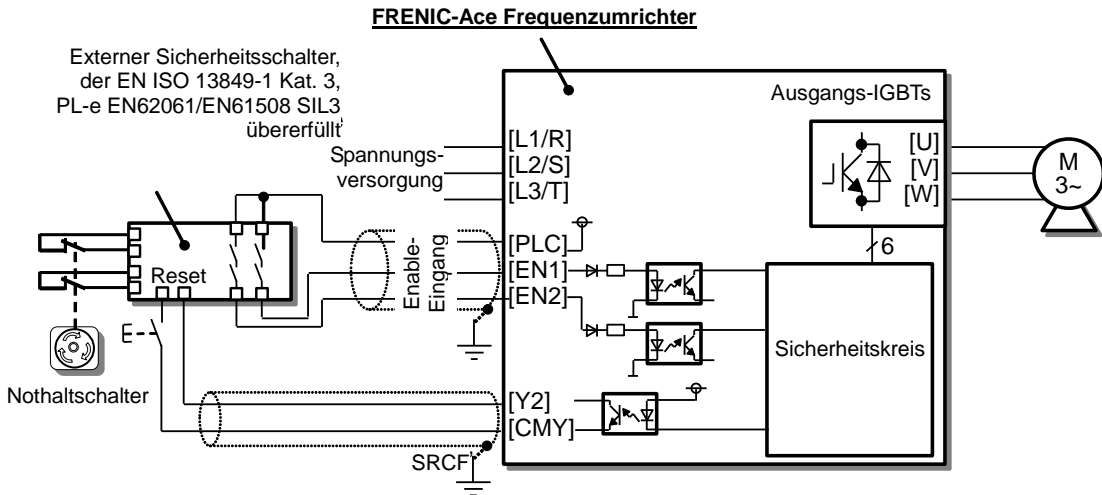 FRENIC-Ace Frequenzumrichter
Externer Sicherheitsschalter,
der EN ISO 13849-1 Kat. 3,
PL-e EN62061/EN61508 SIL3
übererfüllt
Ausgangs-IGBTs
Spannungs-
versorgung
[L1/R]
[L2/S]
[L3/T]
[U]
[V]
[W]
M
3~
6
Reset
Enable-
Eingang
[PLC]
[EN1]
[EN2]
Sicherheitskreis
Nothaltschalter
[Y2]
[CMY]
SRCF